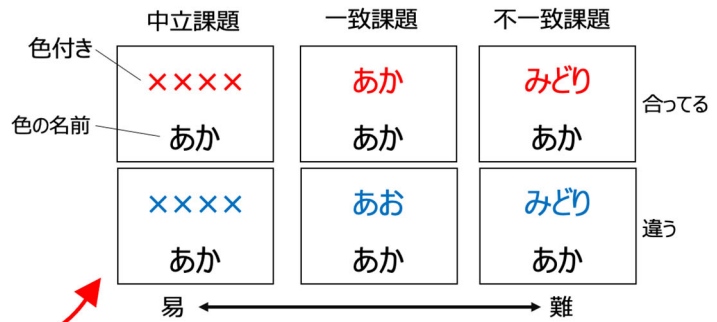 中立課題 一致課題 不一致課題
色付き
×××× あか みどり
合ってる
色の名前
あか あか あか
×××× あお みどり
違う
あか あか あか
易 難